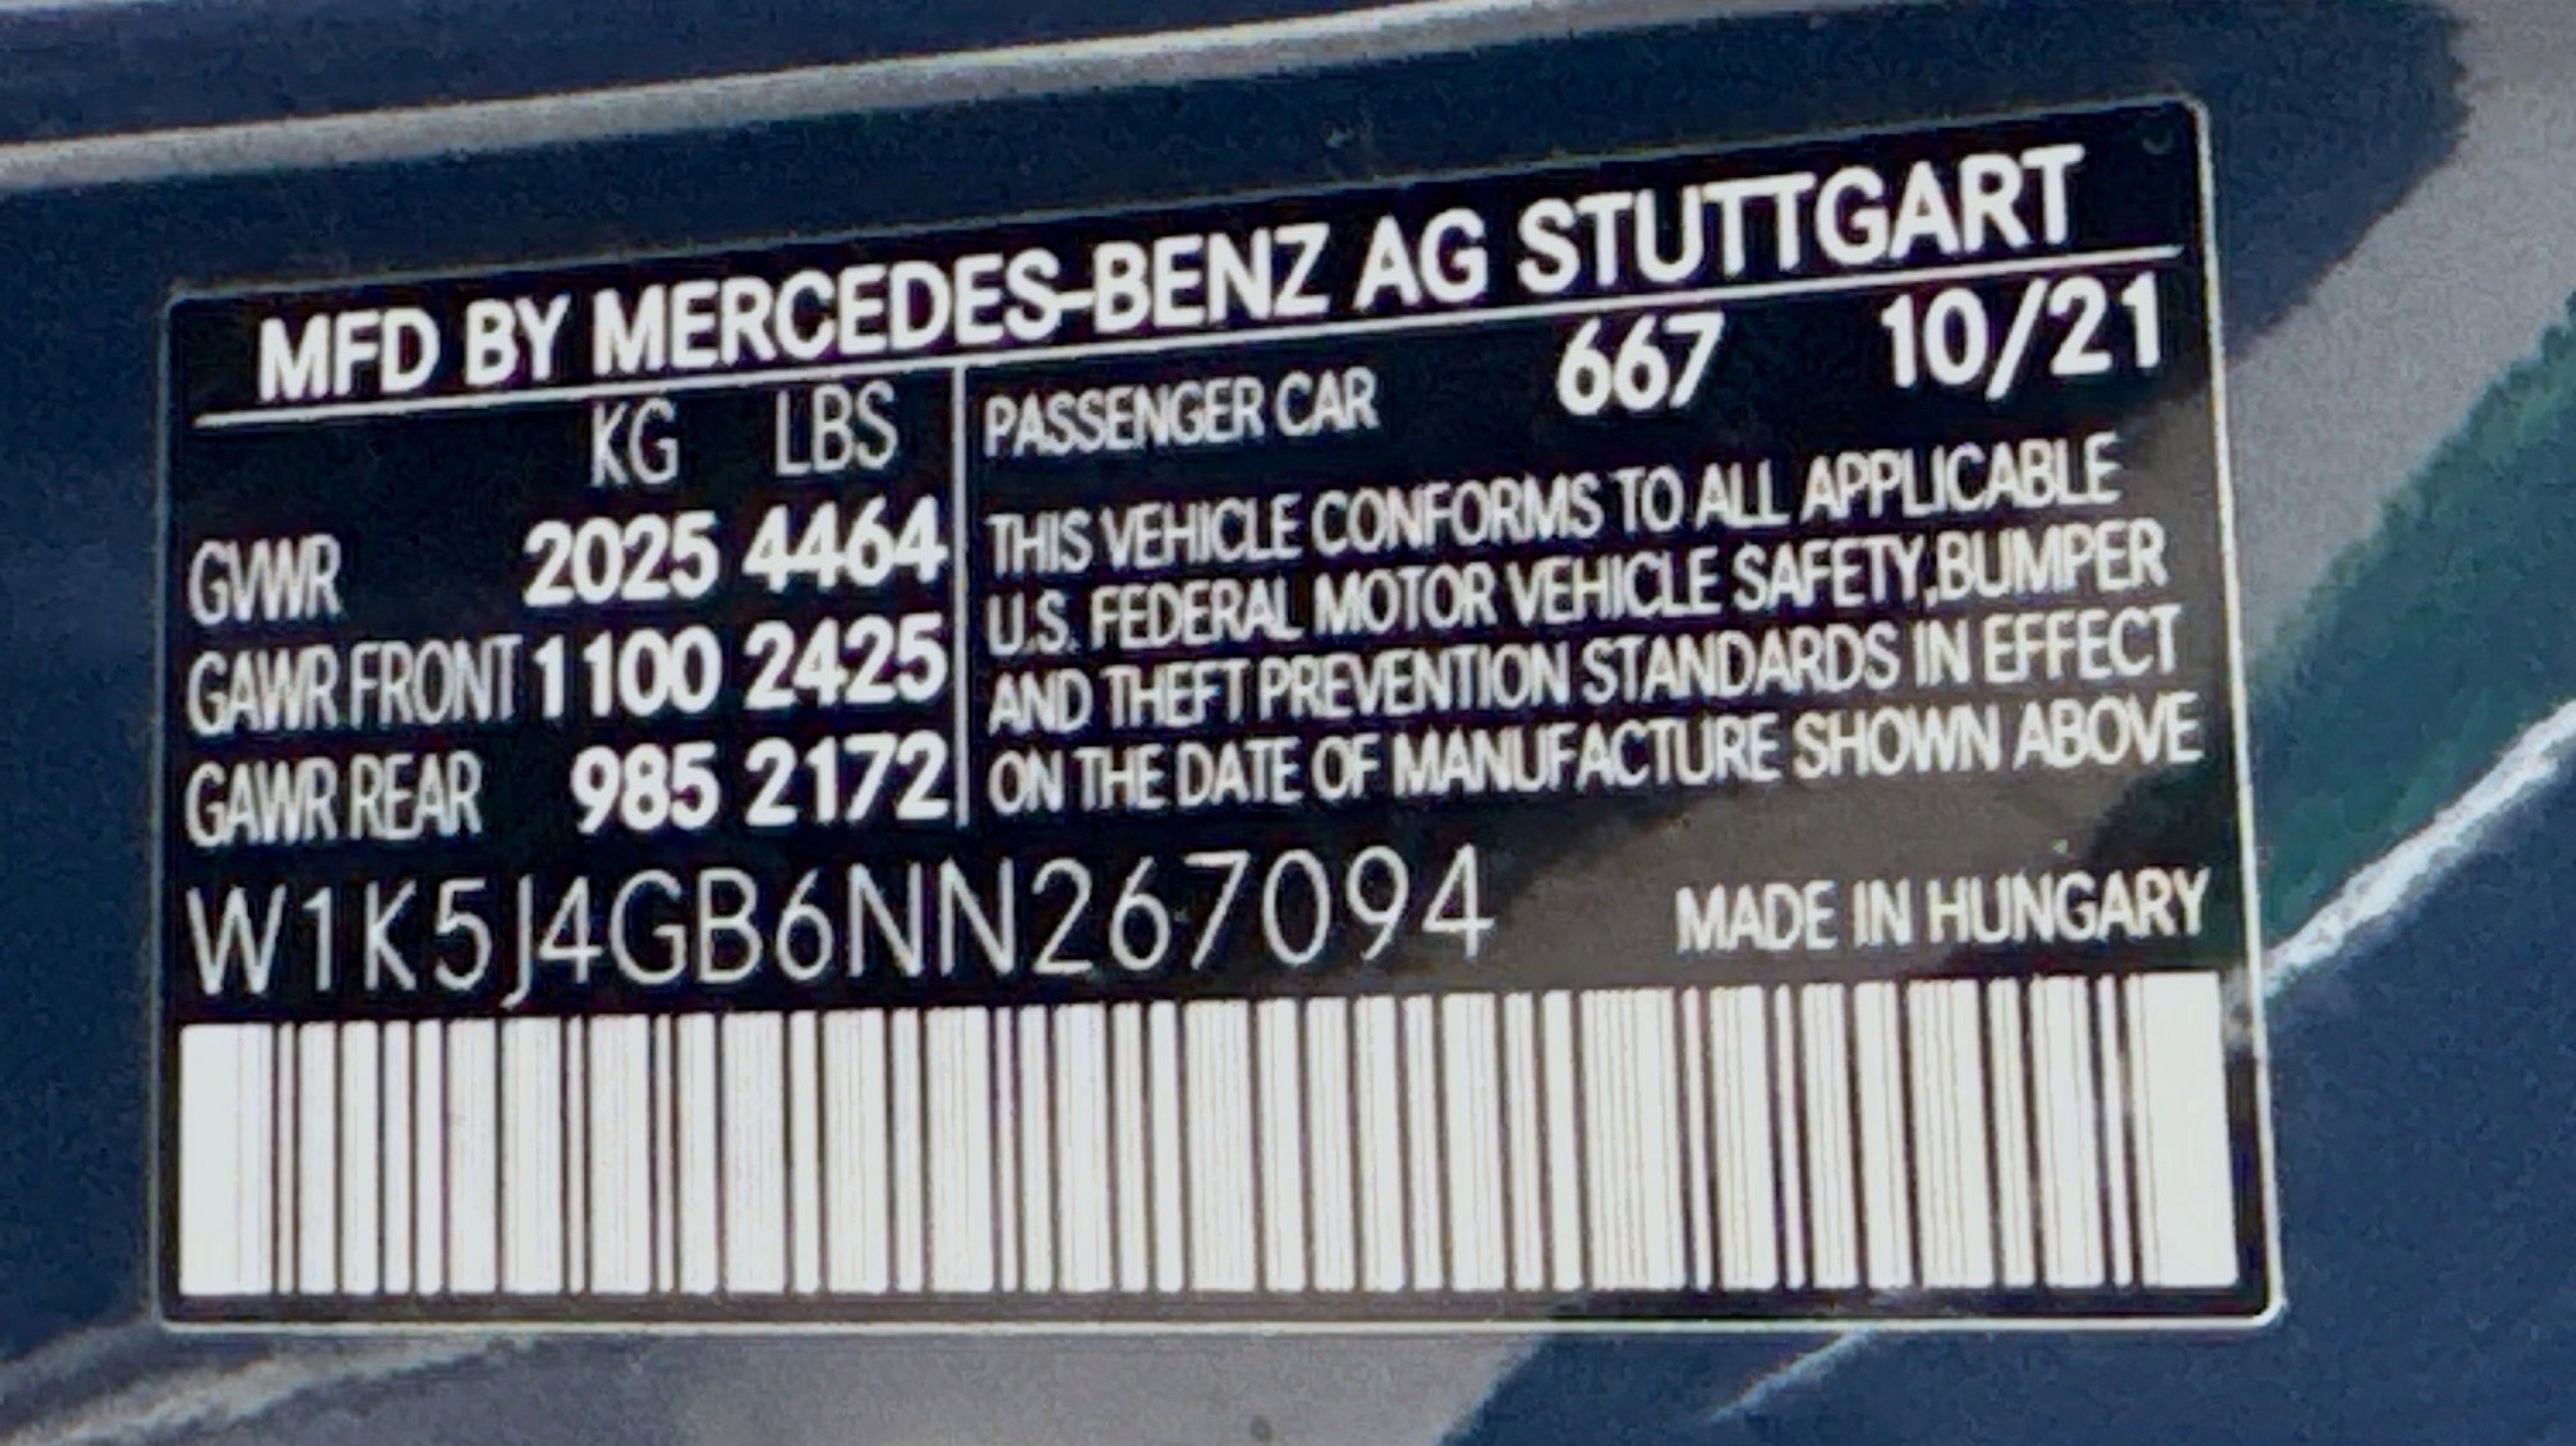 MFD BY MERCEDES-BENZ AG STUTTGART
KG LBS
GVWR 2025 4464
GAWR FRONT 1100 2425
GAWR REAR 985 2172
PASSENGER CAR 667 10/21
THIS VEHICLE CONFORMS TO ALL APPLICABLE
U.S. FEDERAL MOTOR VEHICLE SAFETY,BUMPER
AND THEFT PREVENTION STANDARDS IN EFFECT
ON THE DATE OF MANUFACTURE SHOWN ABOVE
W1K5J4GB6NN267094 MADE IN HUNGARY